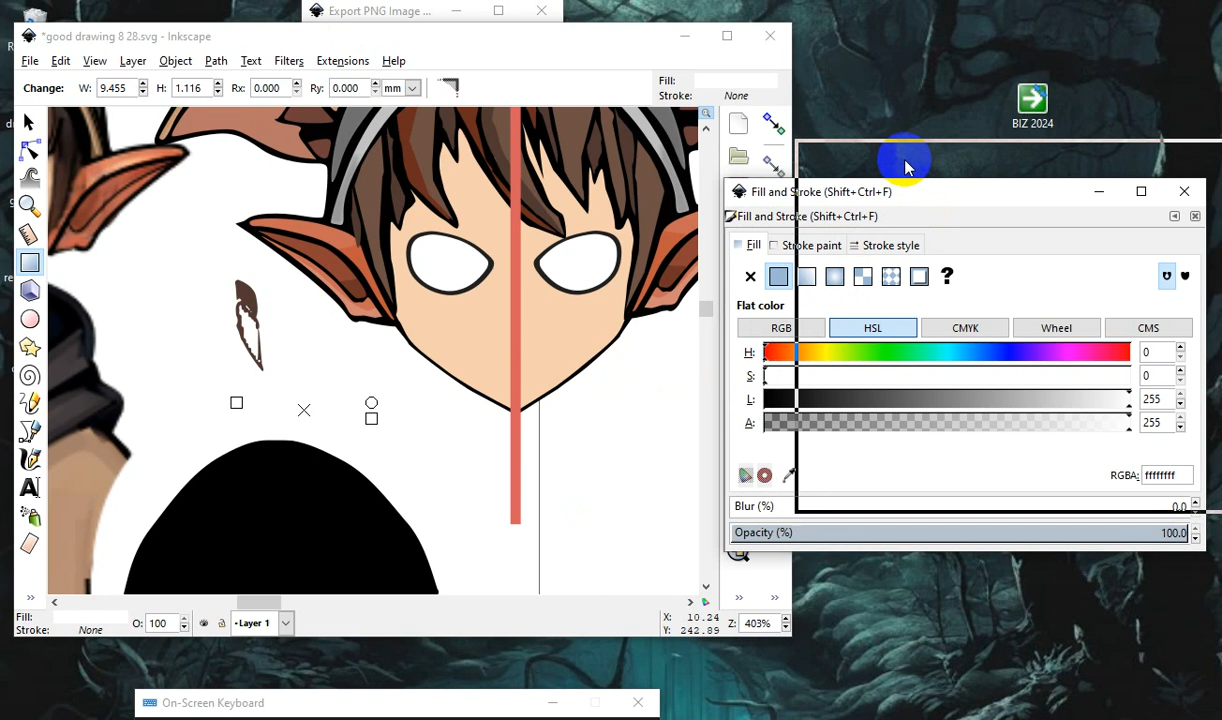 Export PNG Image ...
*good drawing 8 28.svg - Inkscape
File Edit View Layer Object Path Text Filters Extensions Help
Change: W: 9.455 H: 1.116 Rx: 0.000 Ry: 0.000 mm
Fill:
Stroke: None
BIZ 2024
Fill and Stroke (Shift+Ctrl+F)
Fill and Stroke (Shift+Ctrl+F)
Fill Stroke paint Stroke style
Flat color
RGB HSL CMYK Wheel CMS
H: 0
S: 0
L: 255
A: 255
RGBA: ffffffff
Blur (%) 0.0
Opacity (%) 100.0
Fill:
Stroke: None
O: 100
•Layer 1
X: 10.24
Y: 242.89
Z: 403%
On-Screen Keyboard